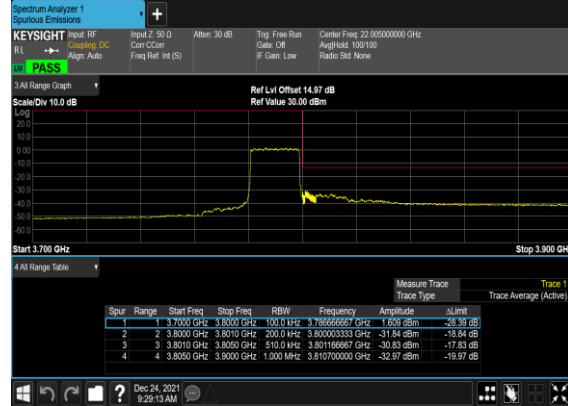 Spectrum Analyzer 1
Spurious Emissions
+
KEYSIGHT Input: RF Input Z: 50 Ω Atten: 30 dB Trig: Free Run Center Freq: 22.005000000 GHz
RL Coupling: DC Corr CCorr Gate: Off Avg|Hold: 100/100
Align: Auto Freq Ref: Int (S) IF Gain: Low Radio Std: None
LXI PASS
3 All Range Graph Ref Lvl Offset 14.97 dB
Scale/Div 10.0 dB Ref Value 30.00 dBm
Log
20.0
10.0
0.00
-10.0
-20.0
-30.0
-40.0
-50.0
-60.0
Start 3.700 GHz Stop 3.900 GH
4 All Range Table
Measure Trace Trace 1
Trace Type Trace Average (Active)
Spur Range Start Freq Stop Freq RBW Frequency Amplitude ΔLimit
1 1 3.7000 GHz 3.8000 GHz 100.0 kHz 3.786666667 GHz 1.609 dBm -28.39 dB
2 2 3.8000 GHz 3.8010 GHz 200.0 kHz 3.800003333 GHz -31.84 dBm -18.84 dB
3 3 3.8010 GHz 3.8050 GHz 510.0 kHz 3.801166667 GHz -30.83 dBm -17.83 dB
4 4 3.8050 GHz 3.9000 GHz 1.000 MHz 3.810700000 GHz -32.97 dBm -19.97 dB
? Dec 24, 2021
9:29:13 AM